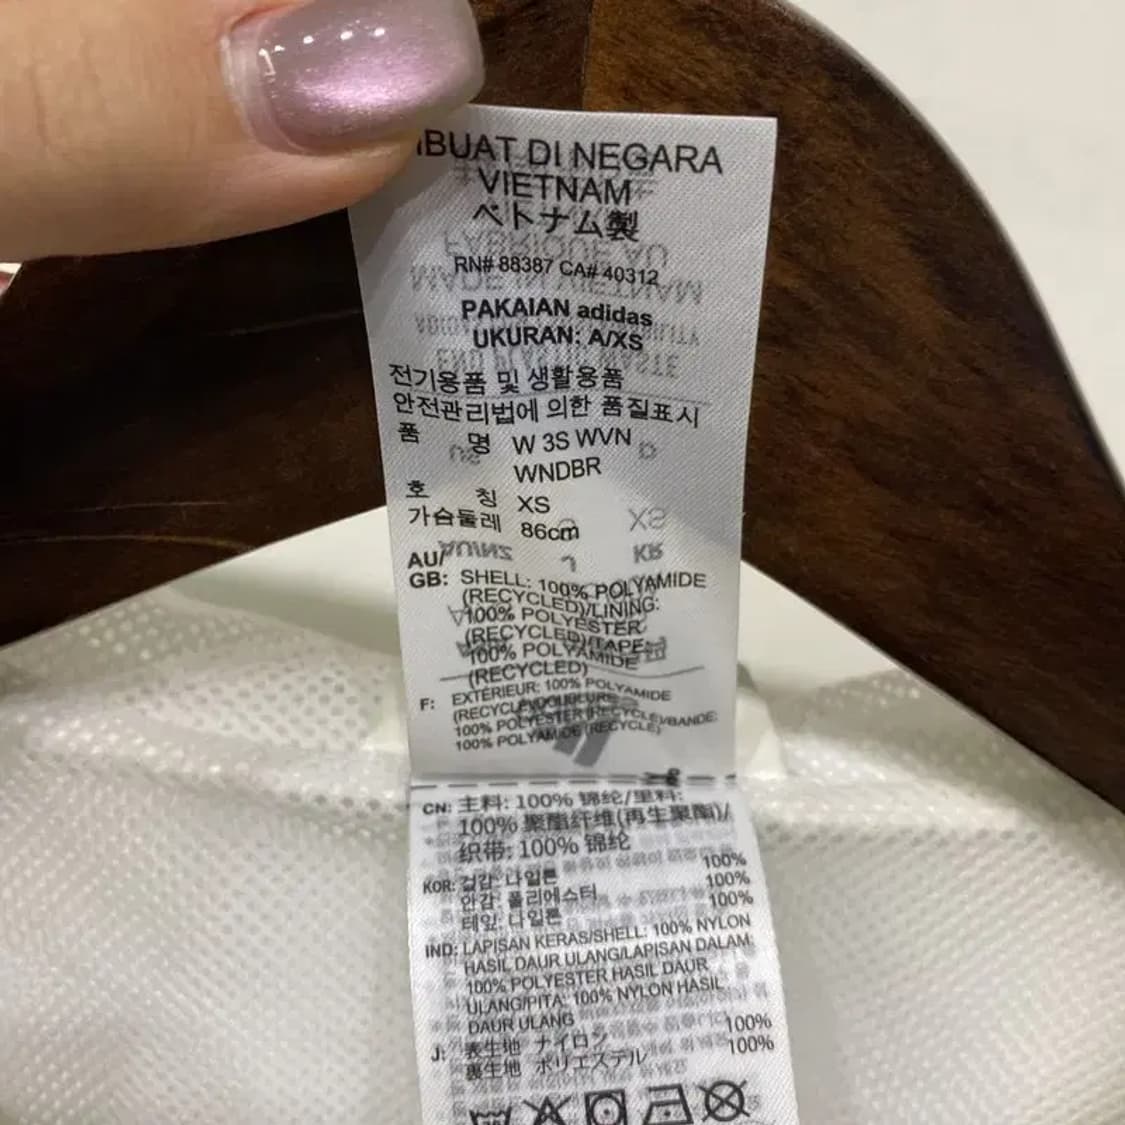 BUAT DI NEGARA
VIETNAM
ベトナム製
RN# 88387 CA# 40312
PAKAIAN adidas
UKURAN: A/XS
전기용품 및 생활용품
안전관리법에 의한 품질표시
품 명 W 3S WVN
WNDBR
호 칭 XS
가슴둘레 86cm
AU/
GB: SHELL: 100% POLYAMIDE
(RECYCLED)/LINING:
100% POLYESTER
(RECYCLED)/TAPE:
100% POLYAMIDE
(RECYCLED)
F: EXTÉRIEUR: 100% POLYAMIDE
(RECYCLÉ)/DOUBLURE:
100% POLYESTER (RECYCLÉ)/BANDE:
100% POLYAMIDE (RECYCLÉ)
CN: 主料: 100% 锦纶/里料:
100% 聚酯纤维(再生聚酯)/
织带: 100% 锦纶
KOR: 겉감: 나일론 100%
안감: 폴리에스터 100%
테잎: 나일론 100%
IND: LAPISAN KERAS/SHELL: 100% NYLON
HASIL DAUR ULANG/LAPISAN DALAM:
100% POLYESTER HASIL DAUR
ULANG/PITA: 100% NYLON HASIL
DAUR ULANG
J: 表生地 ナイロン 100%
裏生地 ポリエステル 100%